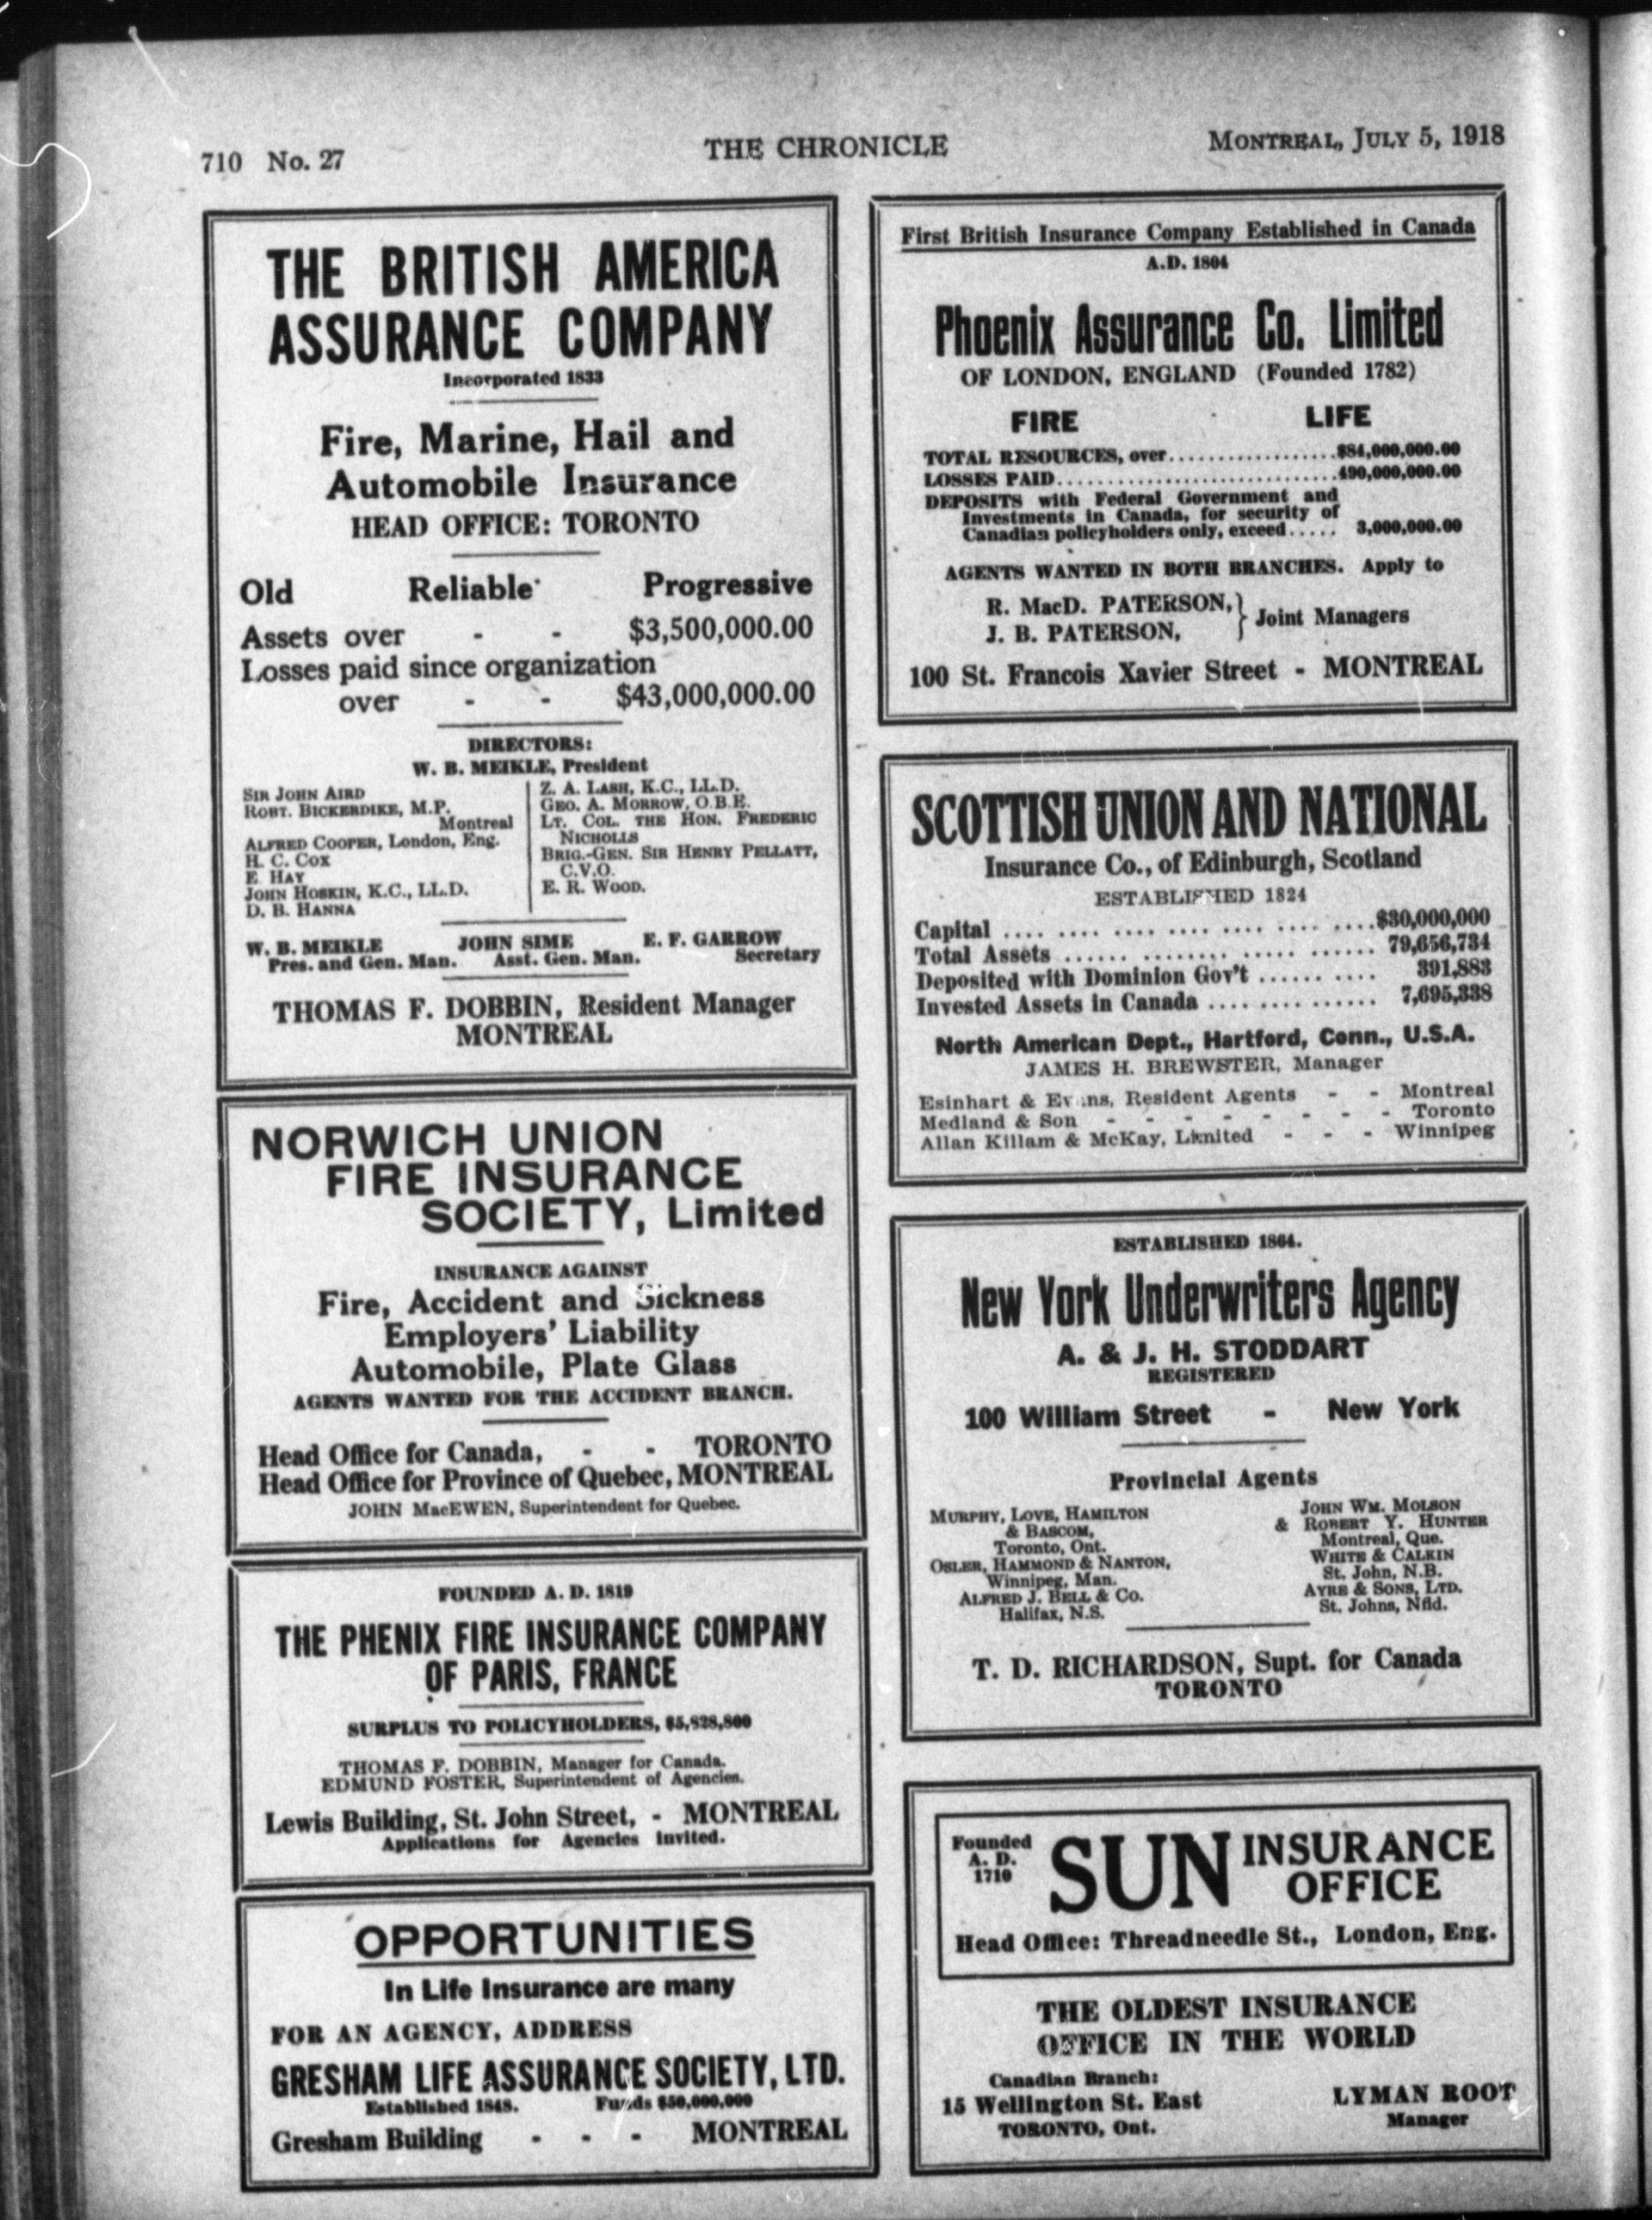 710 No. 27
THE CHRONICLE
MONTREAL, JULY 5, 1918
THE BRITISH AMERICA
ASSURANCE COMPANY
Incorporated 1833
Fire, Marine, Hail and
Automobile Insurance
HEAD OFFICE: TORONTO
Old Reliable Progressive
Assets over - - $3,500,000.00
Losses paid since organization
over - - $43,000,000.00
DIRECTORS:
W. B. MEIKLE, President
SIR JOHN AIRD
ROBT. BICKERDIKE, M.P.
Montreal
ALFRED COOPER, London, Eng.
H. C. COX
E. HAY
JOHN HOSKIN, K.C., LL.D.
D. B. HANNA
Z. A. LASH, K.C., LL.D.
GEO. A. MORROW, O.B.E.
LT. COL. THE HON. FREDERIC
NICHOLLS
BRIG.-GEN. SIR HENRY PELLATT,
C.V.O.
E. R. WOOD.
W. B. MEIKLE JOHN SIME E. F. GARROW
Pres. and Gen. Man. Asst. Gen. Man. Secretary
THOMAS F. DOBBIN, Resident Manager
MONTREAL
NORWICH UNION
FIRE INSURANCE
SOCIETY, Limited
INSURANCE AGAINST
Fire, Accident and Sickness
Employers' Liability
Automobile, Plate Glass
AGENTS WANTED FOR THE ACCIDENT BRANCH.
Head Office for Canada, - - TORONTO
Head Office for Province of Quebec, MONTREAL
JOHN MacEWEN, Superintendent for Quebec.
FOUNDED A. D. 1819
THE PHENIX FIRE INSURANCE COMPANY
OF PARIS, FRANCE
SURPLUS TO POLICYHOLDERS, $5,828,800
THOMAS F. DOBBIN, Manager for Canada.
EDMUND FOSTER, Superintendent of Agencies.
Lewis Building, St. John Street, - MONTREAL
Applications for Agencies Invited.
OPPORTUNITIES
In Life Insurance are many
FOR AN AGENCY, ADDRESS
GRESHAM LIFE ASSURANCE SOCIETY, LTD.
Established 1848. Funds $50,000,000
Gresham Building - - - MONTREAL
First British Insurance Company Established in Canada
A.D. 1804
Phoenix Assurance Co. Limited
OF LONDON, ENGLAND (Founded 1782)
FIRE LIFE
TOTAL RESOURCES, over.................$84,000,000.00
LOSSES PAID.............................490,000,000.00
DEPOSITS with Federal Government and
Investments in Canada, for security of
Canadian policyholders only, exceed..... 3,000,000.00
AGENTS WANTED IN BOTH BRANCHES. Apply to
R. MacD. PATERSON,
J. B. PATERSON, } Joint Managers
100 St. Francois Xavier Street - MONTREAL
SCOTTISH UNION AND NATIONAL
Insurance Co., of Edinburgh, Scotland
ESTABLISHED 1824
Capital .... .... .... .... .... .... ....$30,000,000
Total Assets ...... ........ ..... ...... 79,656,734
Deposited with Dominion Gov't ...... .... 391,883
Invested Assets in Canada .... .... ...... 7,695,338
North American Dept., Hartford, Conn., U.S.A.
JAMES H. BREWSTER, Manager
Esinhart & Evans, Resident Agents - - Montreal
Medland & Son - - - - - - - - Toronto
Allan Killam & McKay, Limited - - - Winnipeg
ESTABLISHED 1864.
New York Underwriters Agency
A. & J. H. STODDART
REGISTERED
100 William Street - New York
Provincial Agents
MURPHY, LOVE, HAMILTON
& BASCOM,
Toronto, Ont.
OSLER, HAMMOND & NANTON,
Winnipeg, Man.
ALFRED J. BELL & CO.
Halifax, N.S.
JOHN WM. MOLSON
& ROBERT Y. HUNTER
Montreal, Que.
WHITE & CALKIN
St. John, N.B.
AYRE & SONS, LTD.
St. Johns, Nfld.
T. D. RICHARDSON, Supt. for Canada
TORONTO
Founded
A. D.
1710
SUN INSURANCE
OFFICE
Head Office: Threadneedle St., London, Eng.
THE OLDEST INSURANCE
OFFICE IN THE WORLD
Canadian Branch:
15 Wellington St. East
TORONTO, Ont.
LYMAN ROOT
Manager